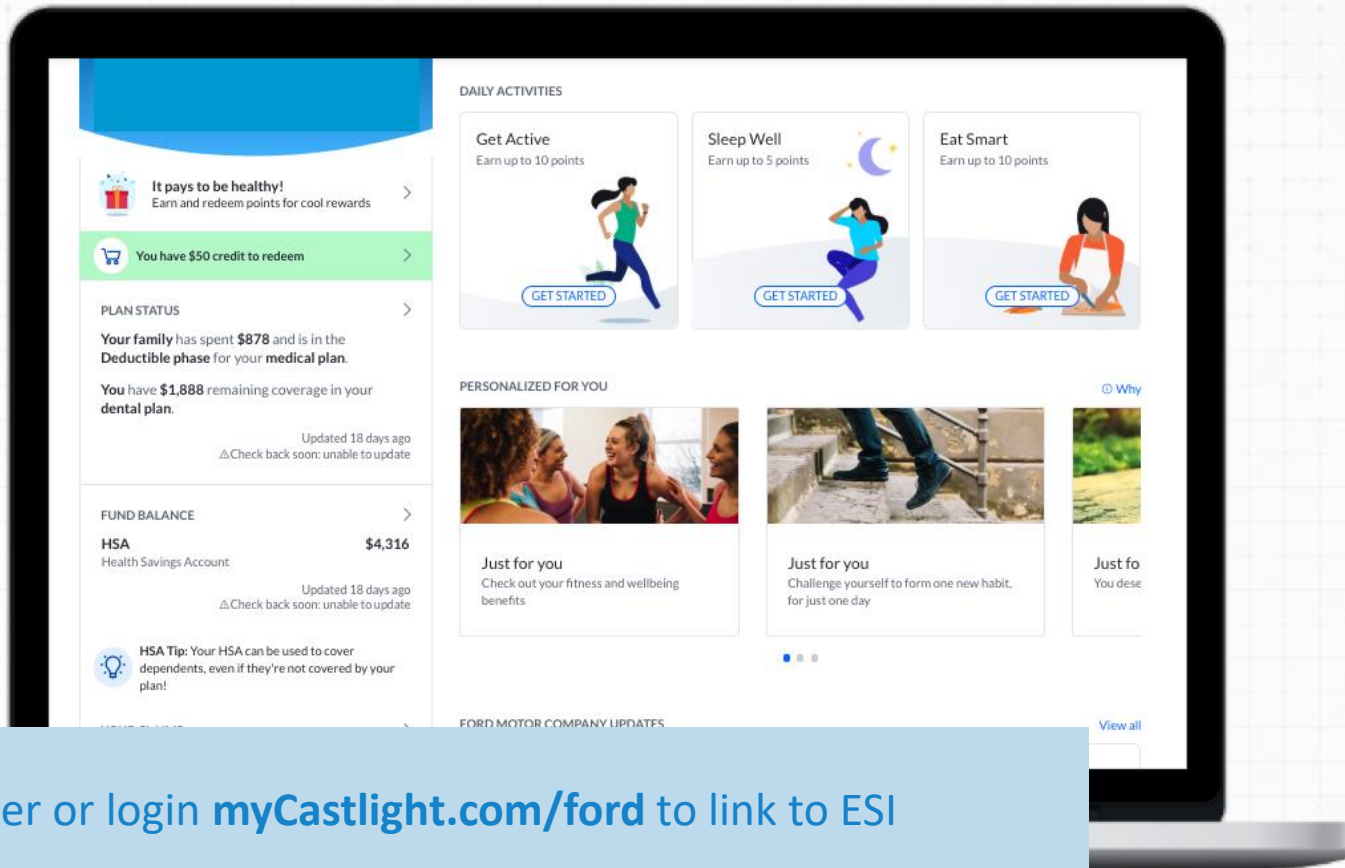 It pays to be healthy!
Earn and redeem points for cool rewards
You have $50 credit to redeem
PLAN STATUS
Your family has spent $878 and is in the
Deductible phase for your medical plan.
You have $1,888 remaining coverage in your
dental plan.
Updated 18 days ago
⚠Check back soon: unable to update
FUND BALANCE
HSA $4,316
Health Savings Account
Updated 18 days ago
⚠Check back soon: unable to update
HSA Tip: Your HSA can be used to cover
dependents, even if they're not covered by your
plan!
DAILY ACTIVITIES
Get Active
Earn up to 10 points
GET STARTED
Sleep Well
Earn up to 5 points
GET STARTED
Eat Smart
Earn up to 10 points
GET STARTED
PERSONALIZED FOR YOU
Why
Just for you
Check out your fitness and wellbeing
benefits
Just for you
Challenge yourself to form one new habit,
for just one day
Just fo
You dese
FORD MOTOR COMPANY UPDATES
View all
er or login myCastlight.com/ford to link to ESI